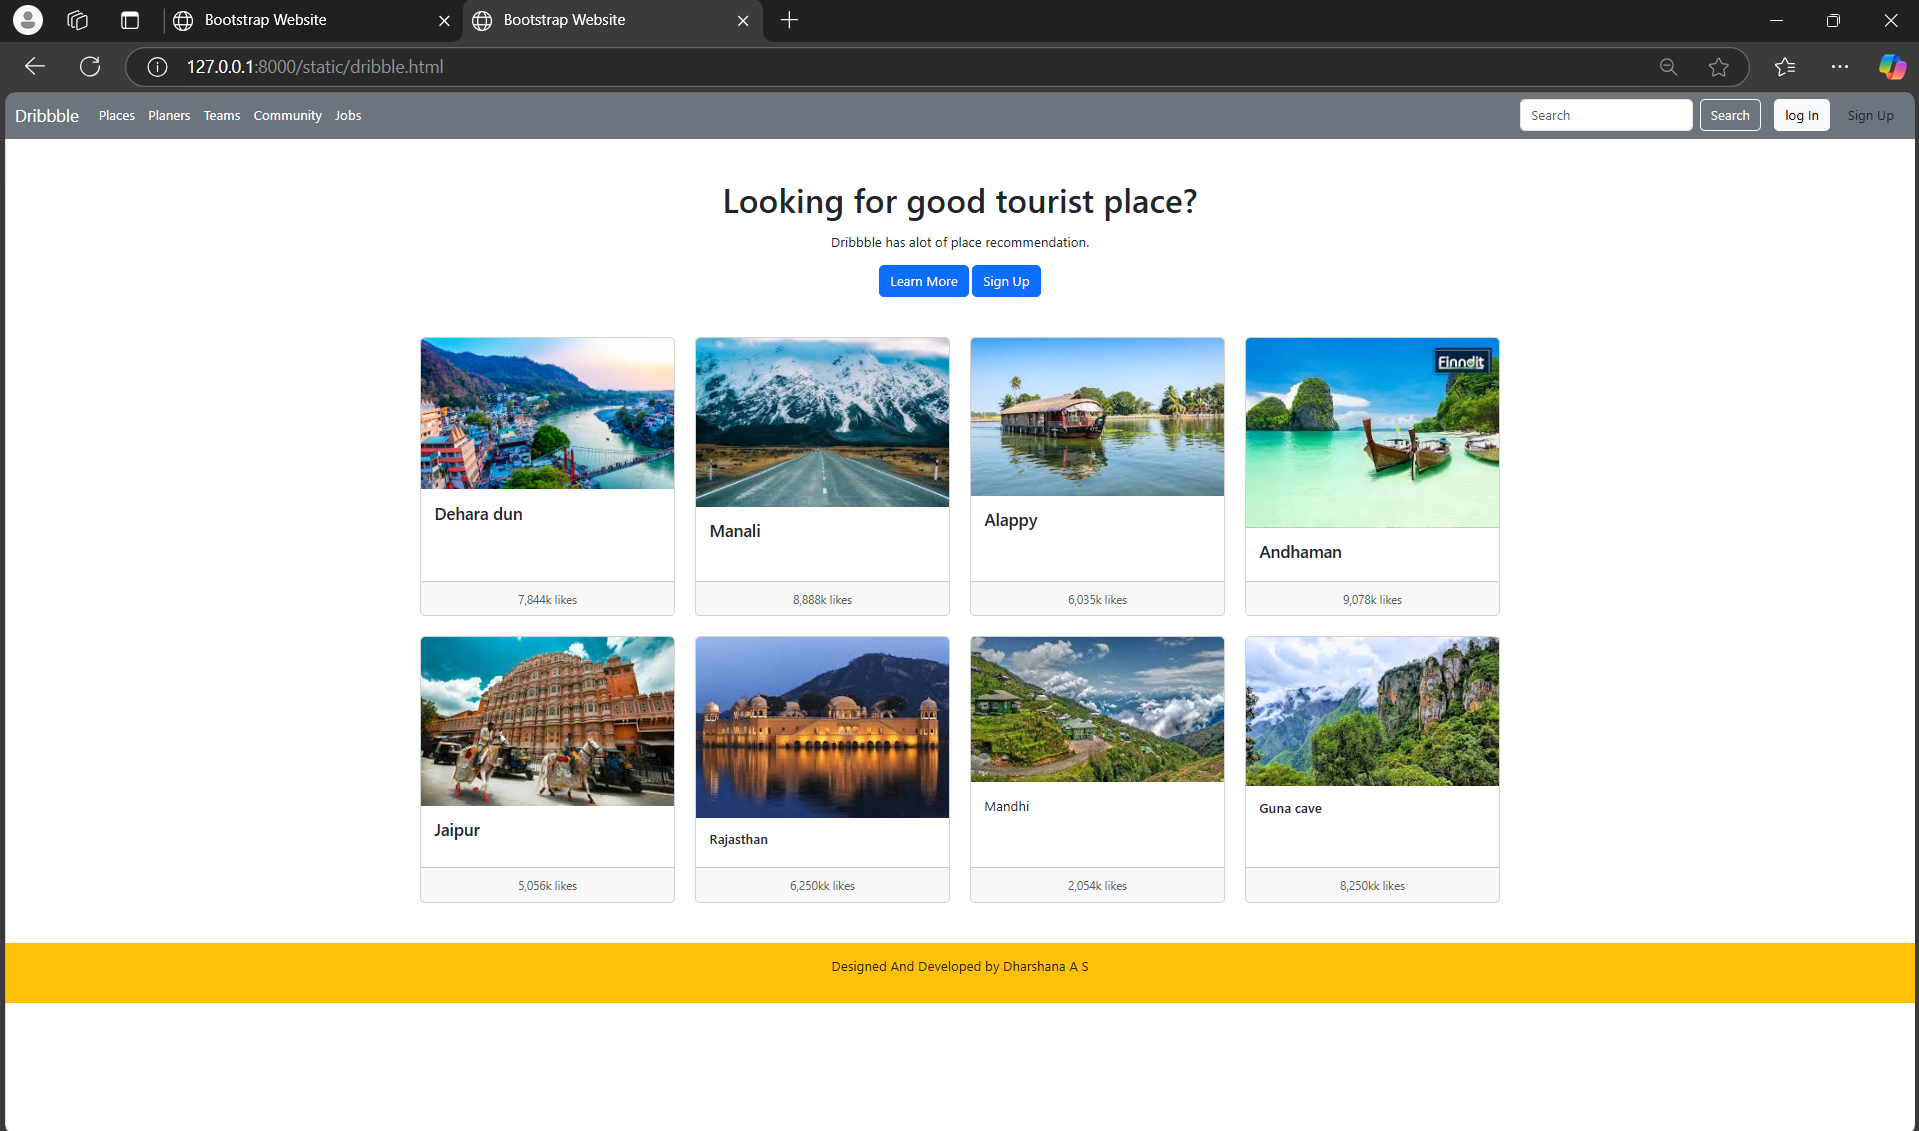 Bootstrap Website
Bootstrap Website
127.0.0.1:8000/static/dribble.html
Dribbble Places Planers Teams Community Jobs Search Search log In Sign Up
Looking for good tourist place?
Dribbble has alot of place recommendation.
Learn More Sign Up
Finndit
Dehara dun
Manali
Alappy
Andhaman
7,844k likes
8,888k likes
6,035k likes
9,078k likes
Jaipur
Rajasthan
Mandhi
Guna cave
5,056k likes
6,250kk likes
2,054k likes
8,250kk likes
Designed And Developed by Dharshana A S